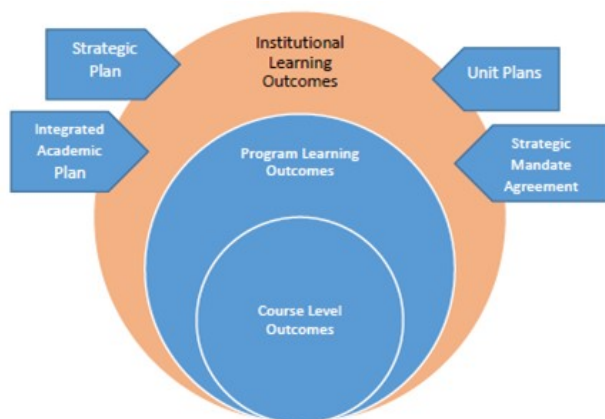 Strategic
Plan
Institutional
Learning
Outcomes
Unit Plans
Integrated
Academic
Plan
Program Learning
Outcomes
Strategic
Mandate
Agreement
Course Level
Outcomes